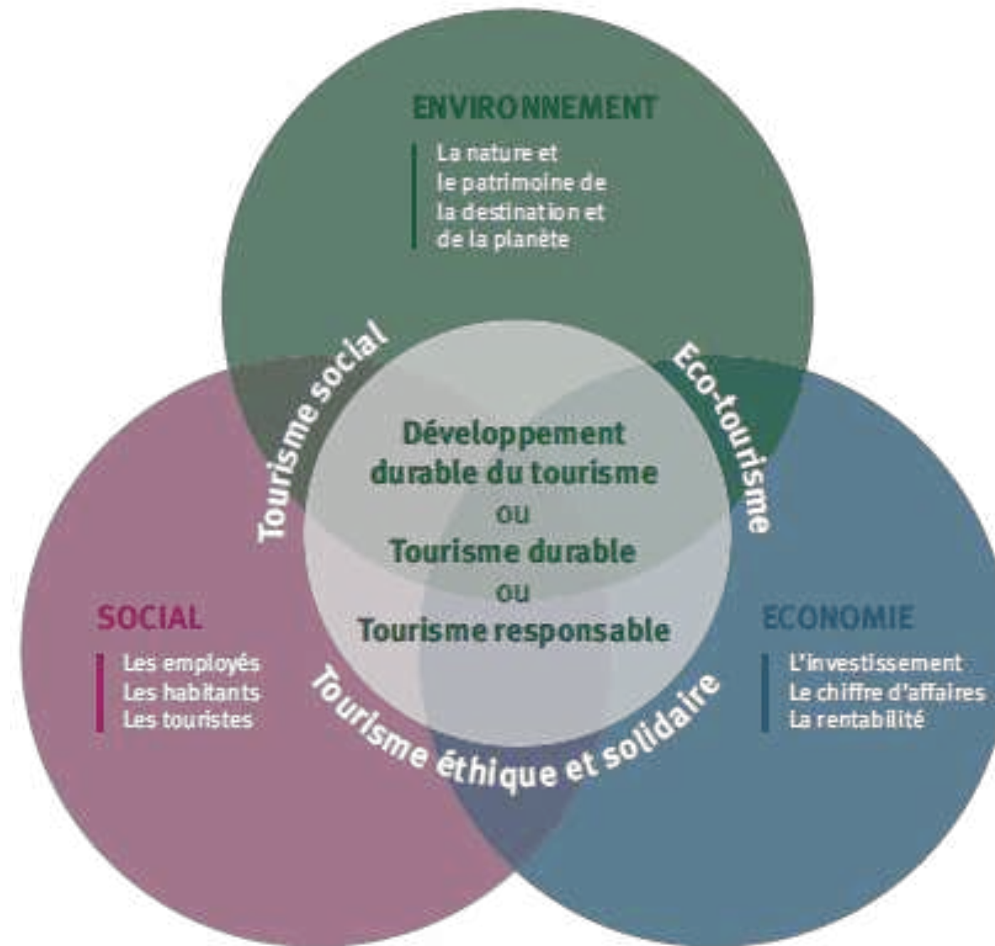 ENVIRONNEMENT
La nature et
le patrimoine de
la destination et
de la planète
Tourisme social
Eco-tourisme
Développement
durable du tourisme
ou
Tourisme durable
ou
Tourisme responsable
SOCIAL
Les employés
Les habitants
Les touristes
ECONOMIE
L'investissement
Le chiffre d'affaires
La rentabilité
Tourisme éthique et solidaire